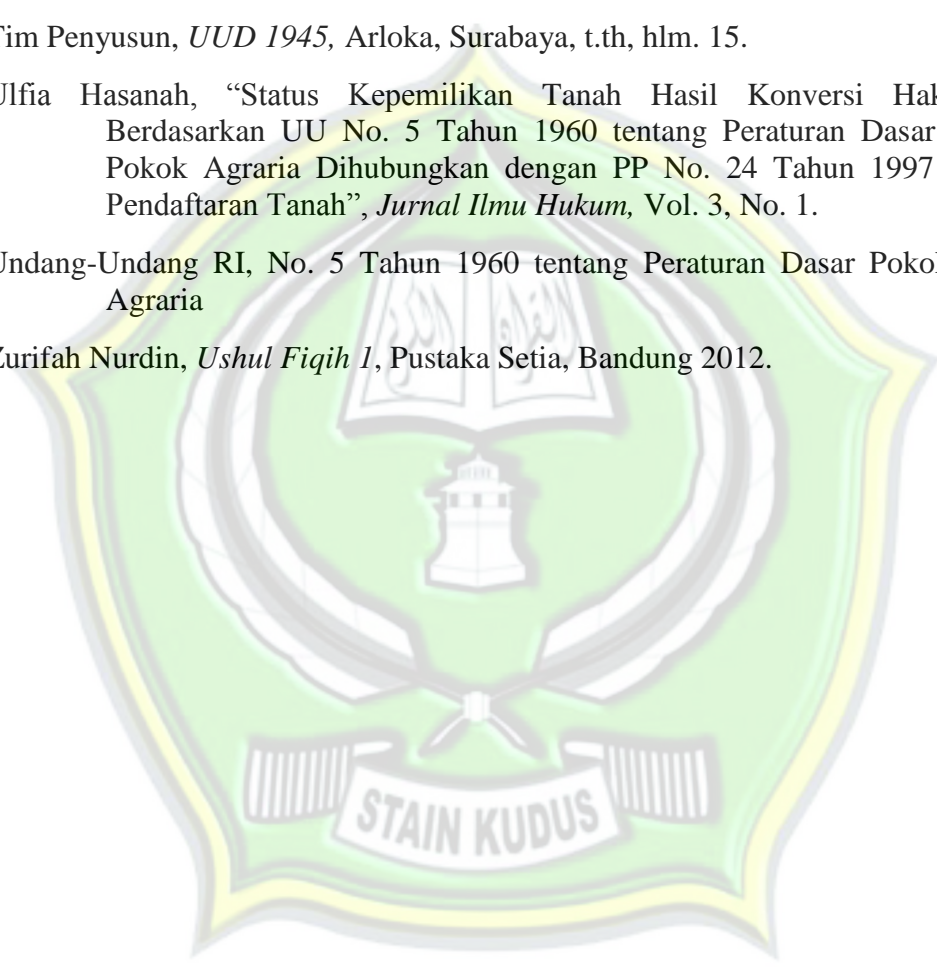 Tim Penyusun, UUD 1945, Arloka, Surabaya, t.th, hlm. 15.
Ulfia Hasanah, “Status Kepemilikan Tanah Hasil Konversi Hak
Berdasarkan UU No. 5 Tahun 1960 tentang Peraturan Dasar
Pokok Agraria Dihubungkan dengan PP No. 24 Tahun 1997
Pendaftaran Tanah”, Jurnal Ilmu Hukum, Vol. 3, No. 1.
Undang-Undang RI, No. 5 Tahun 1960 tentang Peraturan Dasar Pokok
Agraria
Zurifah Nurdin, Ushul Fiqih 1, Pustaka Setia, Bandung 2012.
STAIN KUDUS